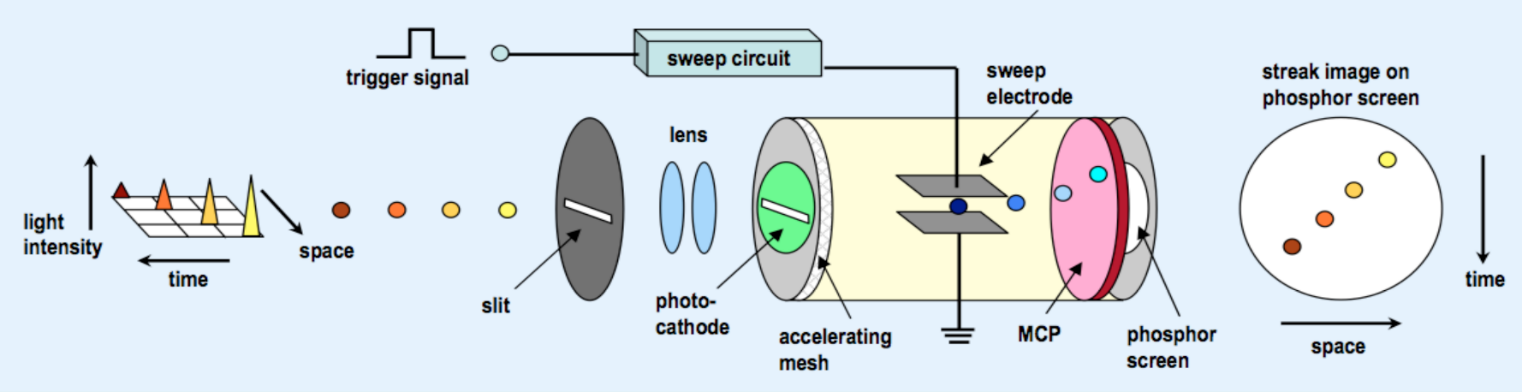 trigger signal
sweep circuit
sweep
electrode
streak image on
phosphor screen
lens
light
intensity
space
time
slit
photo-
cathode
accelerating
mesh
MCP
phosphor
screen
time
space